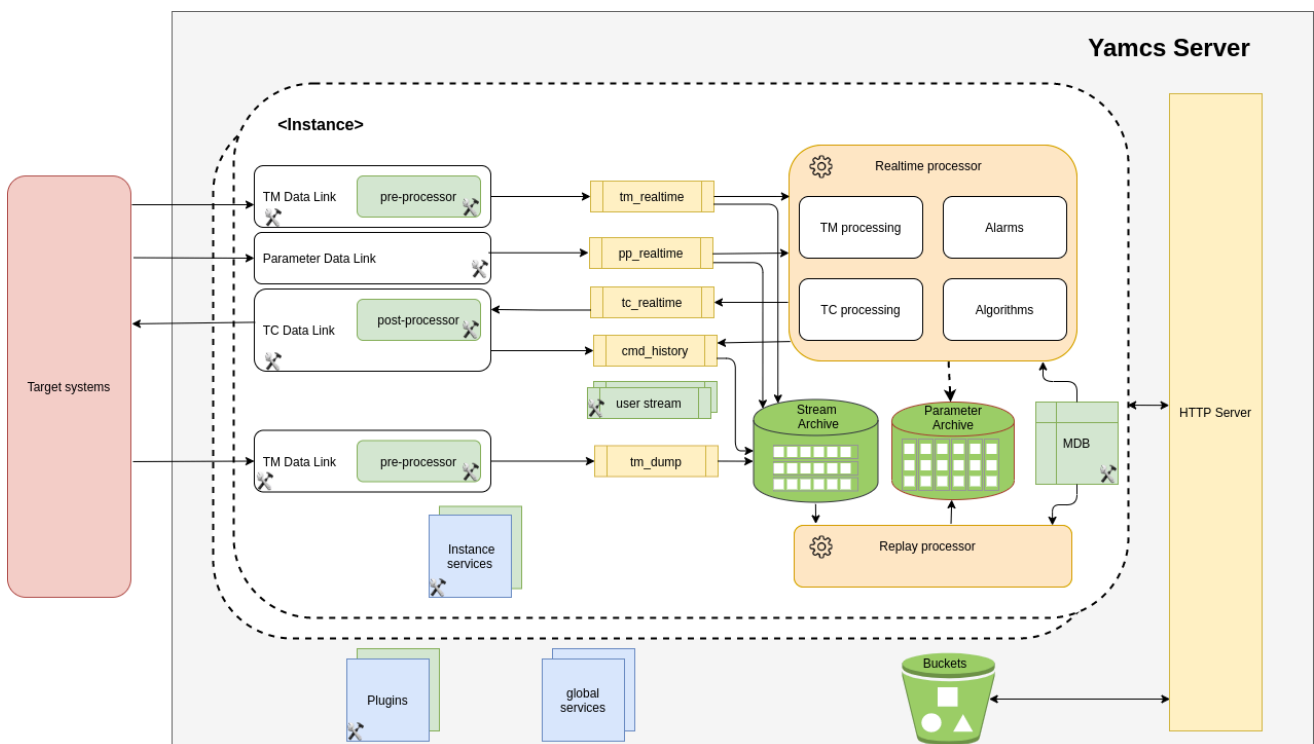 Yamcs Server
<Instance>
TM Data Link
pre-processor
tm_realtime
Realtime processor
TM processing
Alarms
Parameter Data Link
pp_realtime
TC Data Link
post-processor
tc_realtime
TC processing
Algorithms
cmd_history
Target systems
user stream
Stream
Archive
Parameter
Archive
MDB
HTTP Server
TM Data Link
pre-processor
tm_dump
Instance
services
Replay processor
Plugins
global
services
Buckets